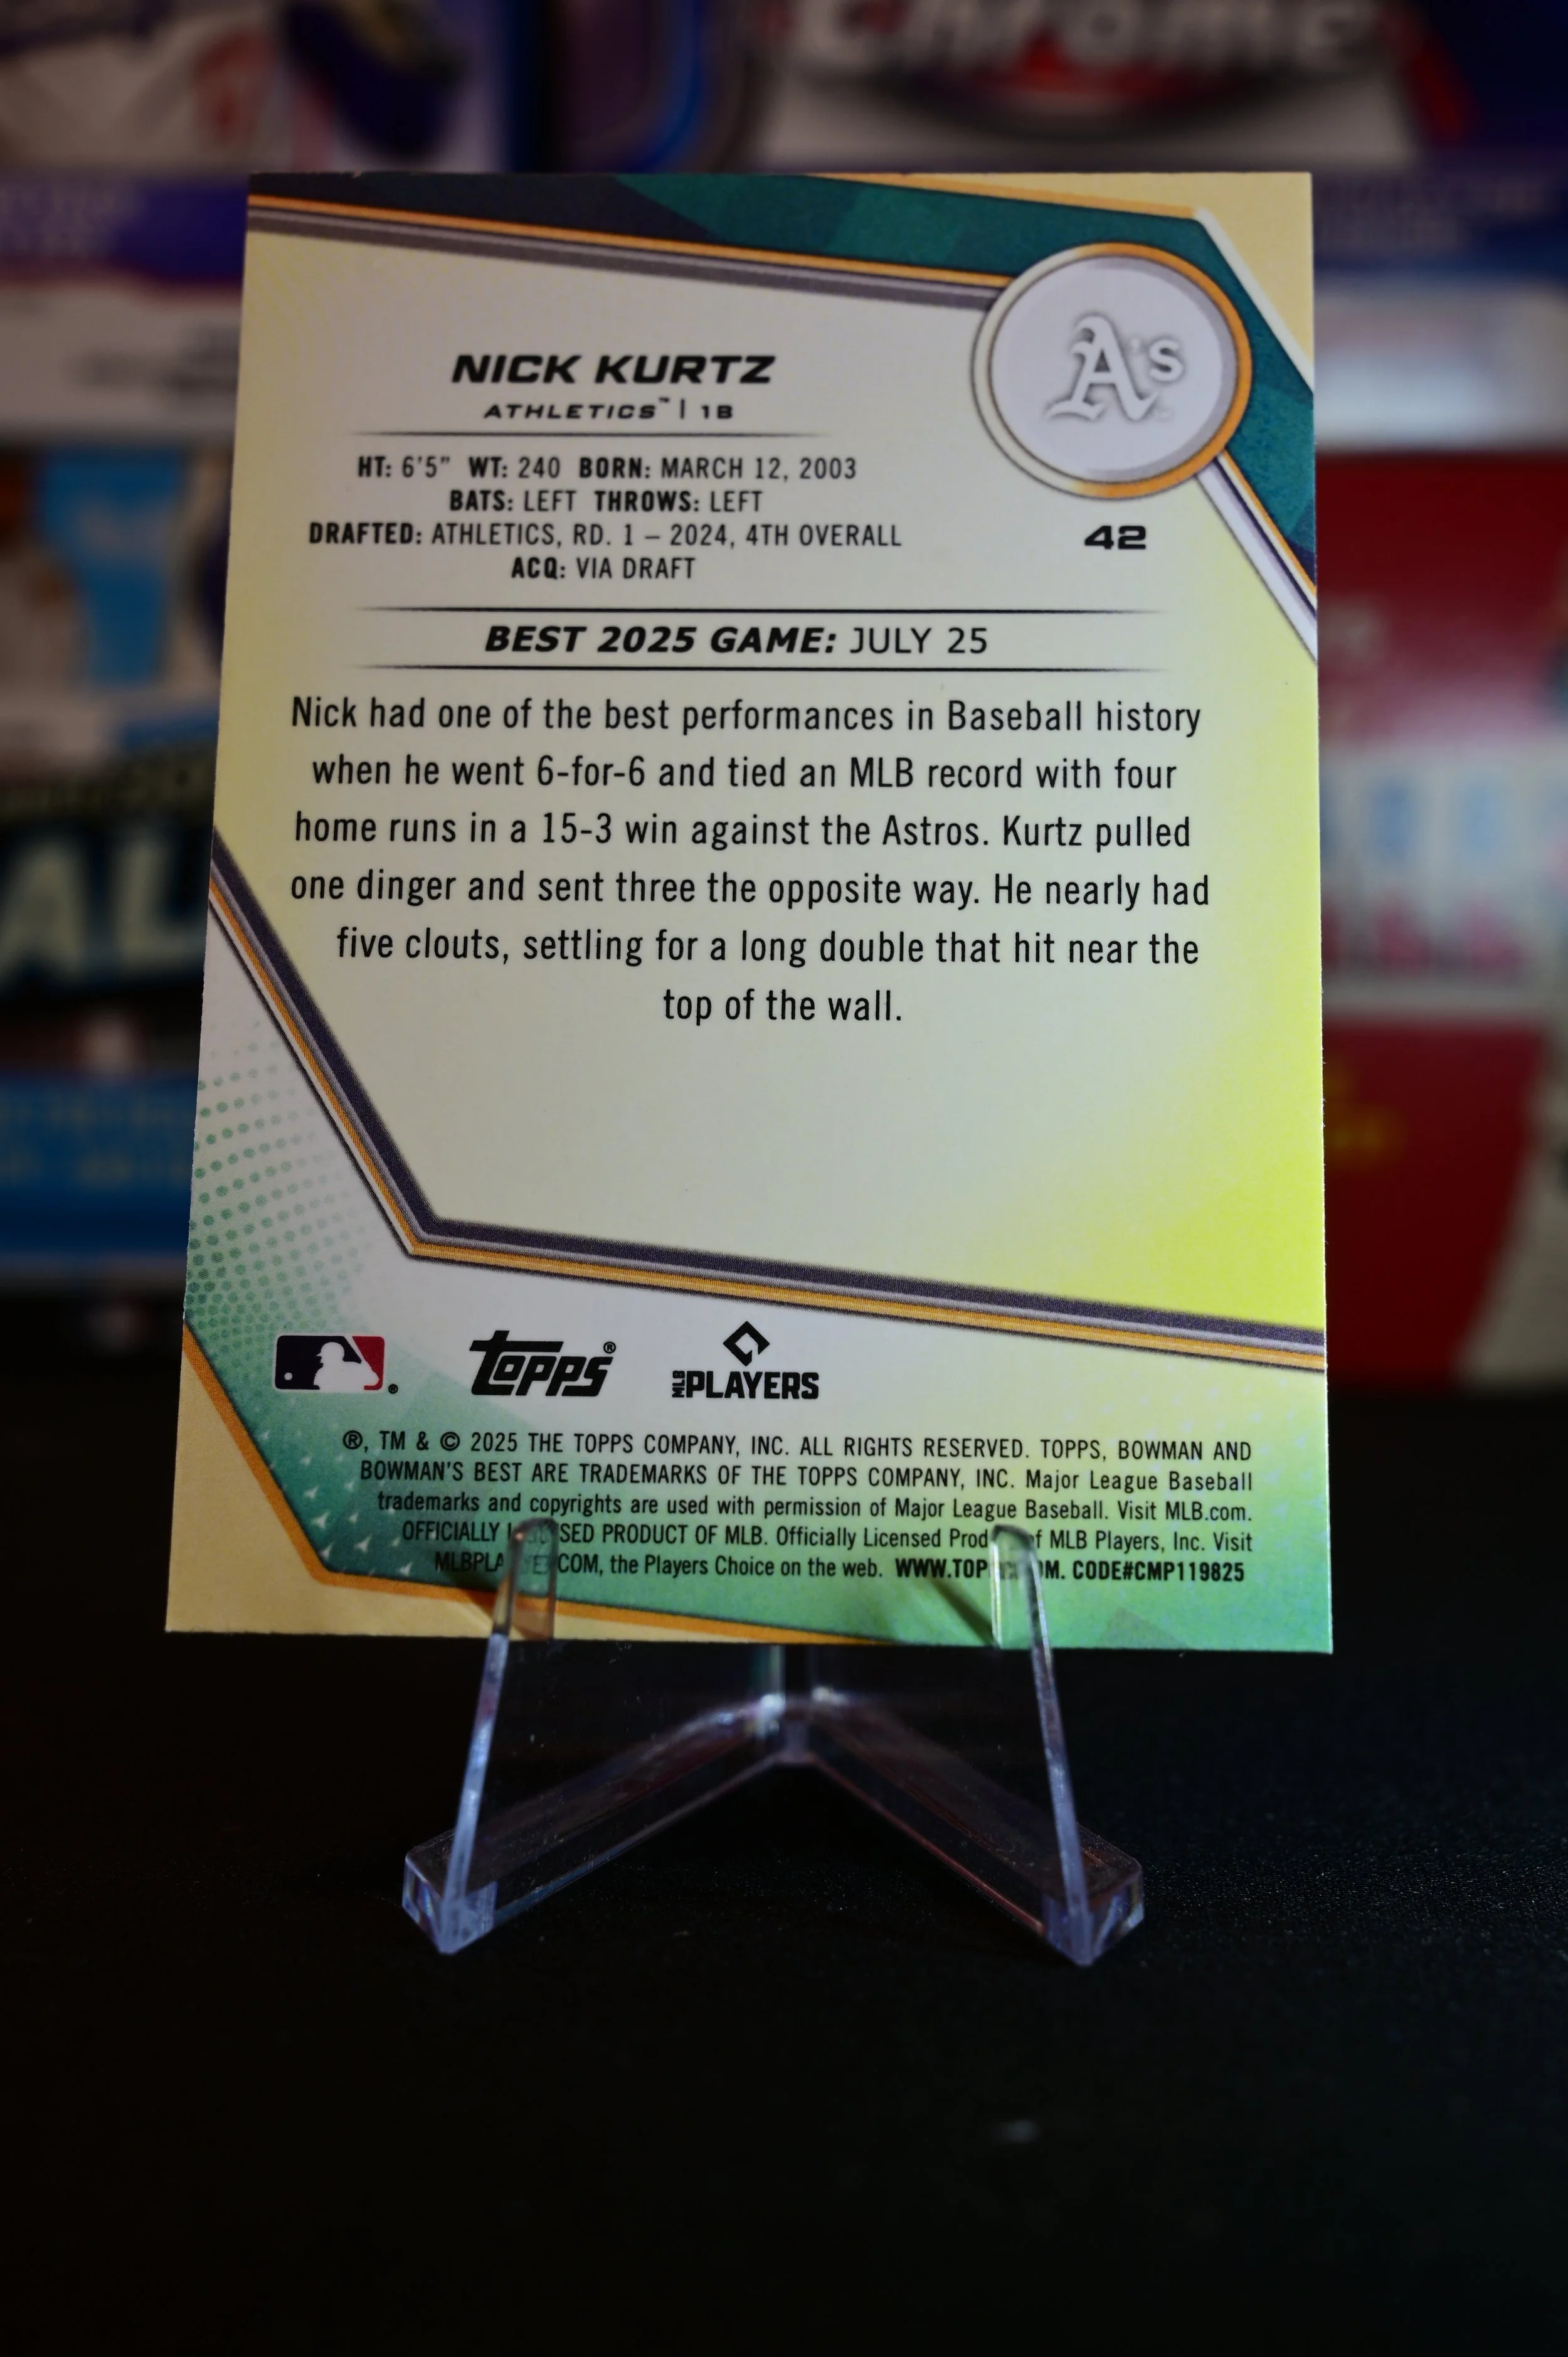 Chrome
NICK KURTZ
ATHLETICS™ | 1B
A's
HT: 6'5" WT: 240 BORN: MARCH 12, 2003
BATS: LEFT THROWS: LEFT
DRAFTED: ATHLETICS, RD. 1 – 2024, 4TH OVERALL
ACQ: VIA DRAFT
42
BEST 2025 GAME: JULY 25
Nick had one of the best performances in Baseball history
when he went 6-for-6 and tied an MLB record with four
home runs in a 15-3 win against the Astros. Kurtz pulled
one dinger and sent three the opposite way. He nearly had
five clouts, settling for a long double that hit near the
top of the wall.
® topps® MLB PLAYERS
®, TM & © 2025 THE TOPPS COMPANY, INC. ALL RIGHTS RESERVED. TOPPS, BOWMAN AND
BOWMAN'S BEST ARE TRADEMARKS OF THE TOPPS COMPANY, INC. Major League Baseball
trademarks and copyrights are used with permission of Major League Baseball. Visit MLB.com.
OFFICIALLY PRODUCT OF MLB. Officially Licensed of MLB Players, Inc. Visit
the Players Choice on the web. CODE#CMP119825